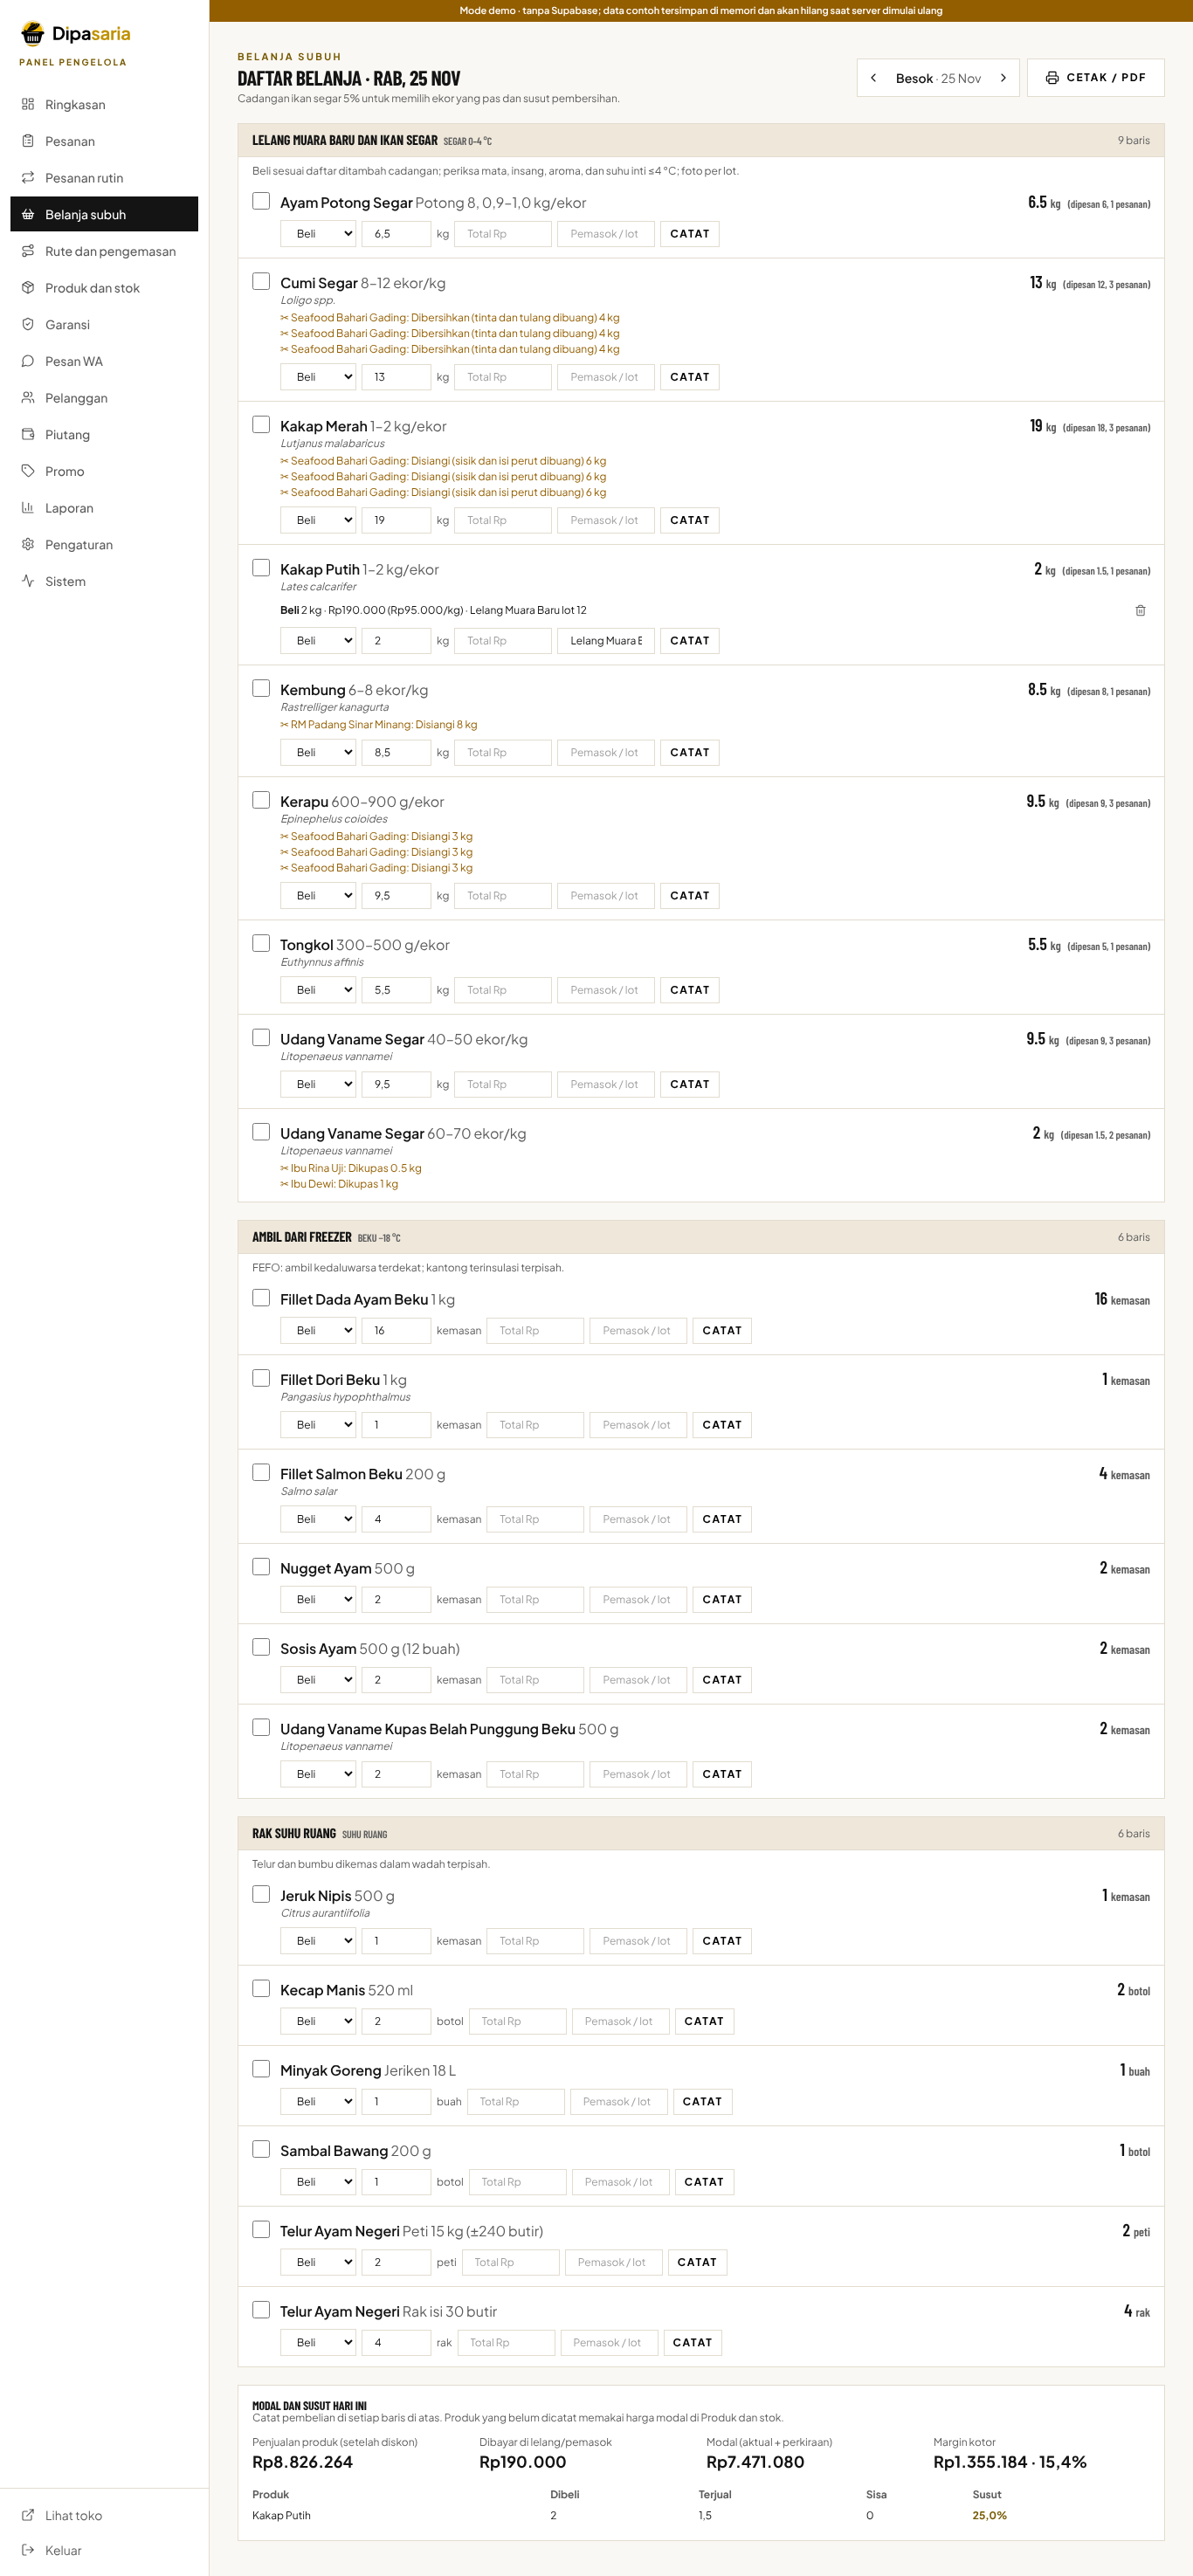 Mode demo · tanpa Supabase; data contoh tersimpan di memori dan akan hilang saat server dimulai ulang
Dipasaria
PANEL PENGELOLA
Ringkasan
Pesanan
Pesanan rutin
Belanja subuh
Rute dan pengemasan
Produk dan stok
Garansi
Pesan WA
Pelanggan
Piutang
Promo
Laporan
Pengaturan
Sistem
Lihat toko
Keluar
BELANJA SUBUH
DAFTAR BELANJA · RAB, 25 NOV
Cadangan ikan segar 5% untuk memilih ekor yang pas dan susut pembersihan.
Besok · 25 Nov
CETAK / PDF
LELANG MUARA BARU DAN IKAN SEGAR SEGAR 0–4 °C 9 baris
Beli sesuai daftar ditambah cadangan; periksa mata, insang, aroma, dan suhu inti ≤4 °C; foto per lot.
Ayam Potong Segar Potong 8, 0,9–1,0 kg/ekor 6.5 kg (dipesan 6, 1 pesanan)
Beli 6,5 kg Total Rp Pemasok / lot CATAT
Cumi Segar 8–12 ekor/kg 13 kg (dipesan 12, 3 pesanan)
Loligo spp.
✂ Seafood Bahari Gading: Dibersihkan (tinta dan tulang dibuang) 4 kg
✂ Seafood Bahari Gading: Dibersihkan (tinta dan tulang dibuang) 4 kg
✂ Seafood Bahari Gading: Dibersihkan (tinta dan tulang dibuang) 4 kg
Beli 13 kg Total Rp Pemasok / lot CATAT
Kakap Merah 1–2 kg/ekor 19 kg (dipesan 18, 3 pesanan)
Lutjanus malabaricus
✂ Seafood Bahari Gading: Disiangi (sisik dan isi perut dibuang) 6 kg
✂ Seafood Bahari Gading: Disiangi (sisik dan isi perut dibuang) 6 kg
✂ Seafood Bahari Gading: Disiangi (sisik dan isi perut dibuang) 6 kg
Beli 19 kg Total Rp Pemasok / lot CATAT
Kakap Putih 1–2 kg/ekor 2 kg (dipesan 1.5, 1 pesanan)
Lates calcarifer
Beli 2 kg · Rp190.000 (Rp95.000/kg) · Lelang Muara Baru lot 12
Beli 2 kg Total Rp Lelang Muara B CATAT
Kembung 6–8 ekor/kg 8.5 kg (dipesan 8, 1 pesanan)
Rastrelliger kanagurta
✂ RM Padang Sinar Minang: Disiangi 8 kg
Beli 8,5 kg Total Rp Pemasok / lot CATAT
Kerapu 600–900 g/ekor 9.5 kg (dipesan 9, 3 pesanan)
Epinephelus coioides
✂ Seafood Bahari Gading: Disiangi 3 kg
✂ Seafood Bahari Gading: Disiangi 3 kg
✂ Seafood Bahari Gading: Disiangi 3 kg
Beli 9,5 kg Total Rp Pemasok / lot CATAT
Tongkol 300–500 g/ekor 5.5 kg (dipesan 5, 1 pesanan)
Euthynnus affinis
Beli 5,5 kg Total Rp Pemasok / lot CATAT
Udang Vaname Segar 40–50 ekor/kg 9.5 kg (dipesan 9, 3 pesanan)
Litopenaeus vannamei
Beli 9,5 kg Total Rp Pemasok / lot CATAT
Udang Vaname Segar 60–70 ekor/kg 2 kg (dipesan 1.5, 2 pesanan)
Litopenaeus vannamei
✂ Ibu Rina Uji: Dikupas 0.5 kg
✂ Ibu Dewi: Dikupas 1 kg
AMBIL DARI FREEZER BEKU −18 °C 6 baris
FEFO: ambil kedaluwarsa terdekat; kantong terinsulasi terpisah.
Fillet Dada Ayam Beku 1 kg 16 kemasan
Beli 16 kemasan Total Rp Pemasok / lot CATAT
Fillet Dori Beku 1 kg 1 kemasan
Pangasius hypophthalmus
Beli 1 kemasan Total Rp Pemasok / lot CATAT
Fillet Salmon Beku 200 g 4 kemasan
Salmo salar
Beli 4 kemasan Total Rp Pemasok / lot CATAT
Nugget Ayam 500 g 2 kemasan
Beli 2 kemasan Total Rp Pemasok / lot CATAT
Sosis Ayam 500 g (12 buah) 2 kemasan
Beli 2 kemasan Total Rp Pemasok / lot CATAT
Udang Vaname Kupas Belah Punggung Beku 500 g 2 kemasan
Litopenaeus vannamei
Beli 2 kemasan Total Rp Pemasok / lot CATAT
RAK SUHU RUANG SUHU RUANG 6 baris
Telur dan bumbu dikemas dalam wadah terpisah.
Jeruk Nipis 500 g 1 kemasan
Citrus aurantiifolia
Beli 1 kemasan Total Rp Pemasok / lot CATAT
Kecap Manis 520 ml 2 botol
Beli 2 botol Total Rp Pemasok / lot CATAT
Minyak Goreng Jeriken 18 L 1 buah
Beli 1 buah Total Rp Pemasok / lot CATAT
Sambal Bawang 200 g 1 botol
Beli 1 botol Total Rp Pemasok / lot CATAT
Telur Ayam Negeri Peti 15 kg (±240 butir) 2 peti
Beli 2 peti Total Rp Pemasok / lot CATAT
Telur Ayam Negeri Rak isi 30 butir 4 rak
Beli 4 rak Total Rp Pemasok / lot CATAT
MODAL DAN SUSUT HARI INI
Catat pembelian di setiap baris di atas. Produk yang belum dicatat memakai harga modal di Produk dan stok.
Penjualan produk (setelah diskon) Dibayar di lelang/pemasok Modal (aktual + perkiraan) Margin kotor
Rp8.826.264 Rp190.000 Rp7.471.080 Rp1.355.184 · 15,4%
Produk Dibeli Terjual Sisa Susut
Kakap Putih 2 1,5 0 25,0%